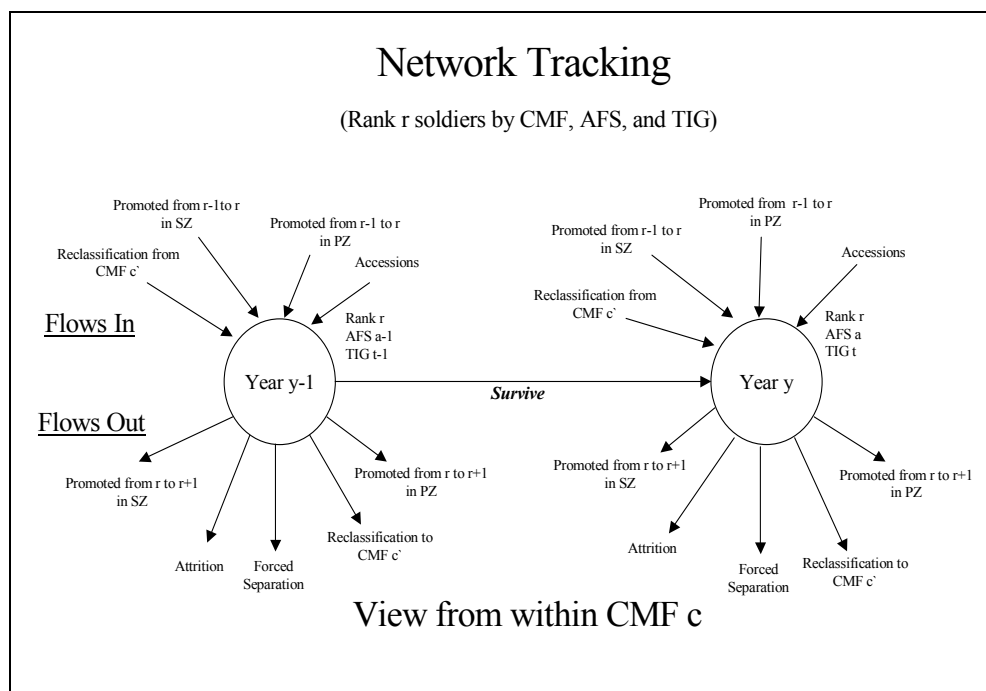 Network Tracking
(Rank r soldiers by CMF, AFS, and TIG)
Promoted from r-1to r
in SZ
Promoted from r-1 to r
in PZ
Reclassification from
CMF c`
Accessions
Flows In
Rank r
AFS a-1
TIG t-1
Year y-1
Flows Out
Promoted from r to r+1
in SZ
Attrition
Forced
Separation
Reclassification to
CMF c`
Promoted from r to r+1
in PZ
Survive
Promoted from r-1 to r
in SZ
Promoted from r-1 to r
in PZ
Accessions
Reclassification from
CMF c`
Rank r
AFS a
TIG t
Year y
Promoted from r to r+1
in SZ
Attrition
Forced
Separation
Reclassification to
CMF c`
Promoted from r to r+1
in PZ
View from within CMF c